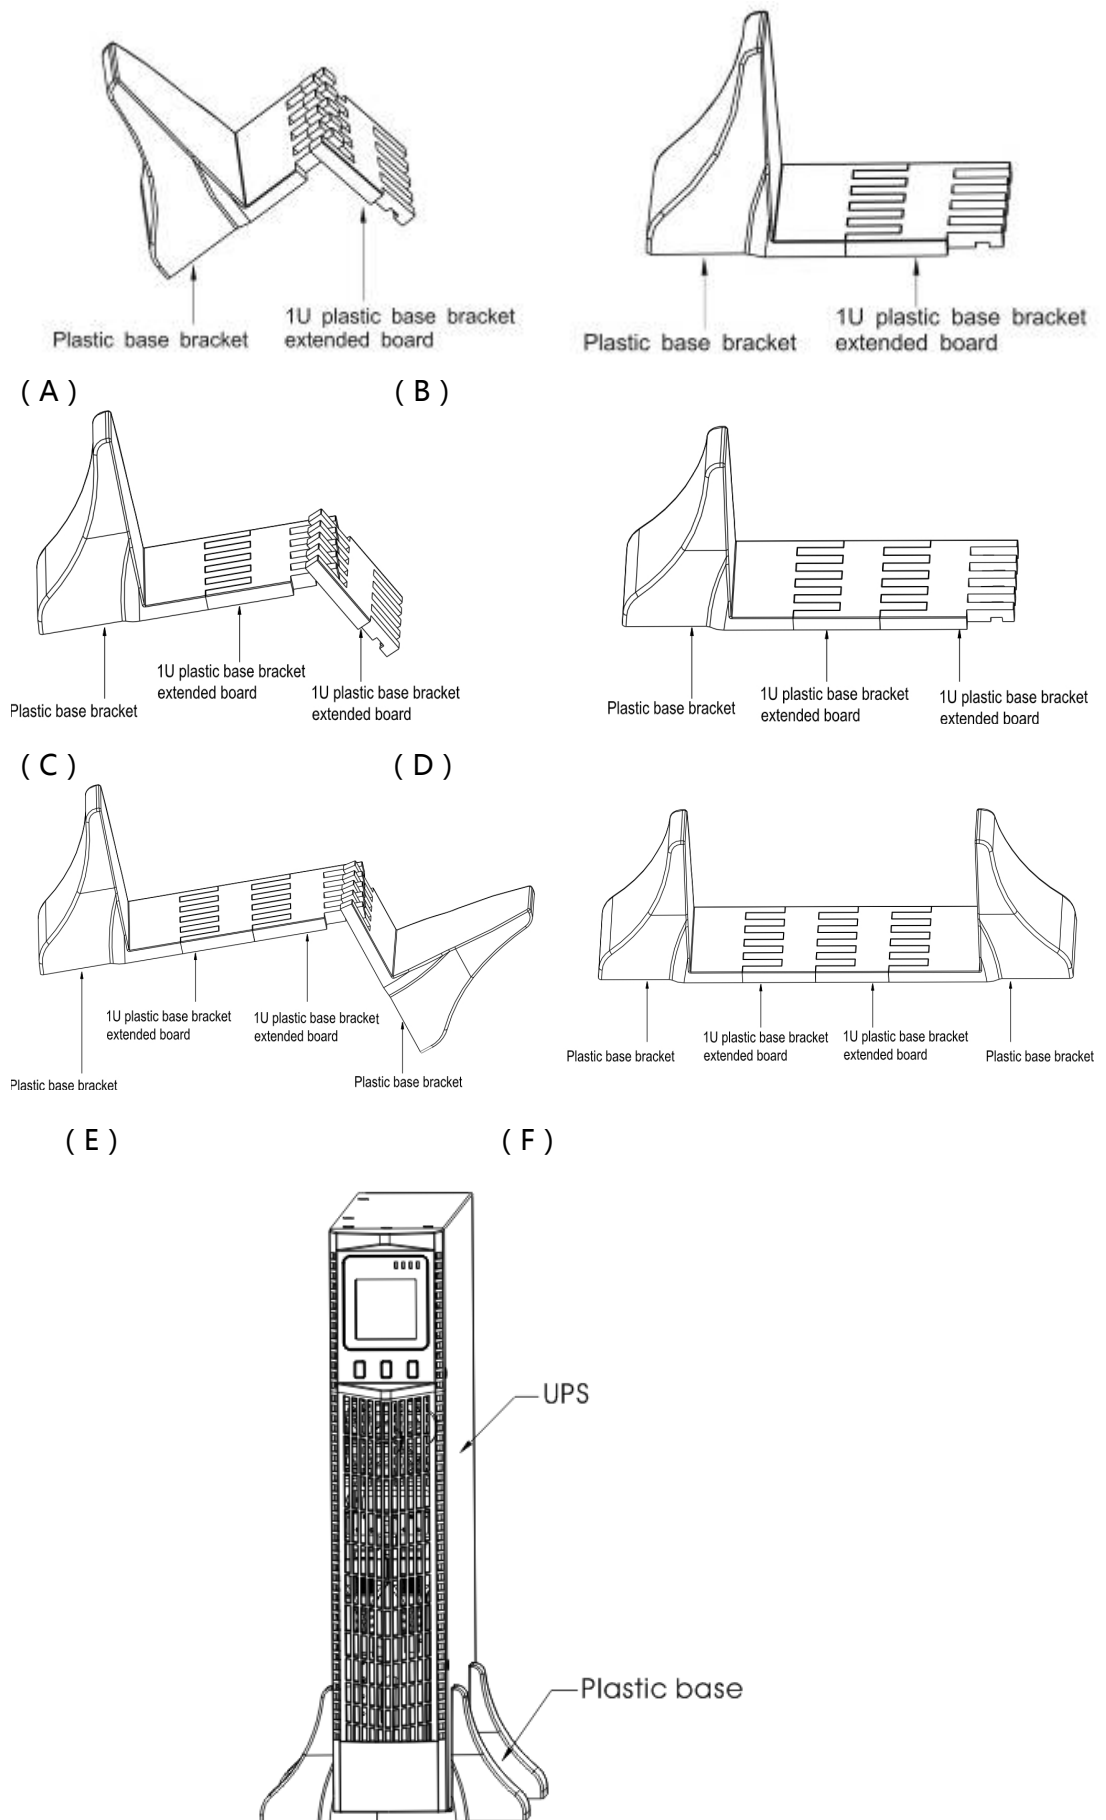 Plastic base bracket
1U plastic base bracket
extended board
Plastic base bracket
1U plastic base bracket
extended board
( A )
( B )
Plastic base bracket
1U plastic base bracket
extended board
1U plastic base bracket
extended board
Plastic base bracket
1U plastic base bracket
extended board
1U plastic base bracket
extended board
( C )
( D )
Plastic base bracket
1U plastic base bracket
extended board
1U plastic base bracket
extended board
Plastic base bracket
Plastic base bracket
1U plastic base bracket
extended board
1U plastic base bracket
extended board
Plastic base bracket
( E )
( F )
UPS
Plastic base